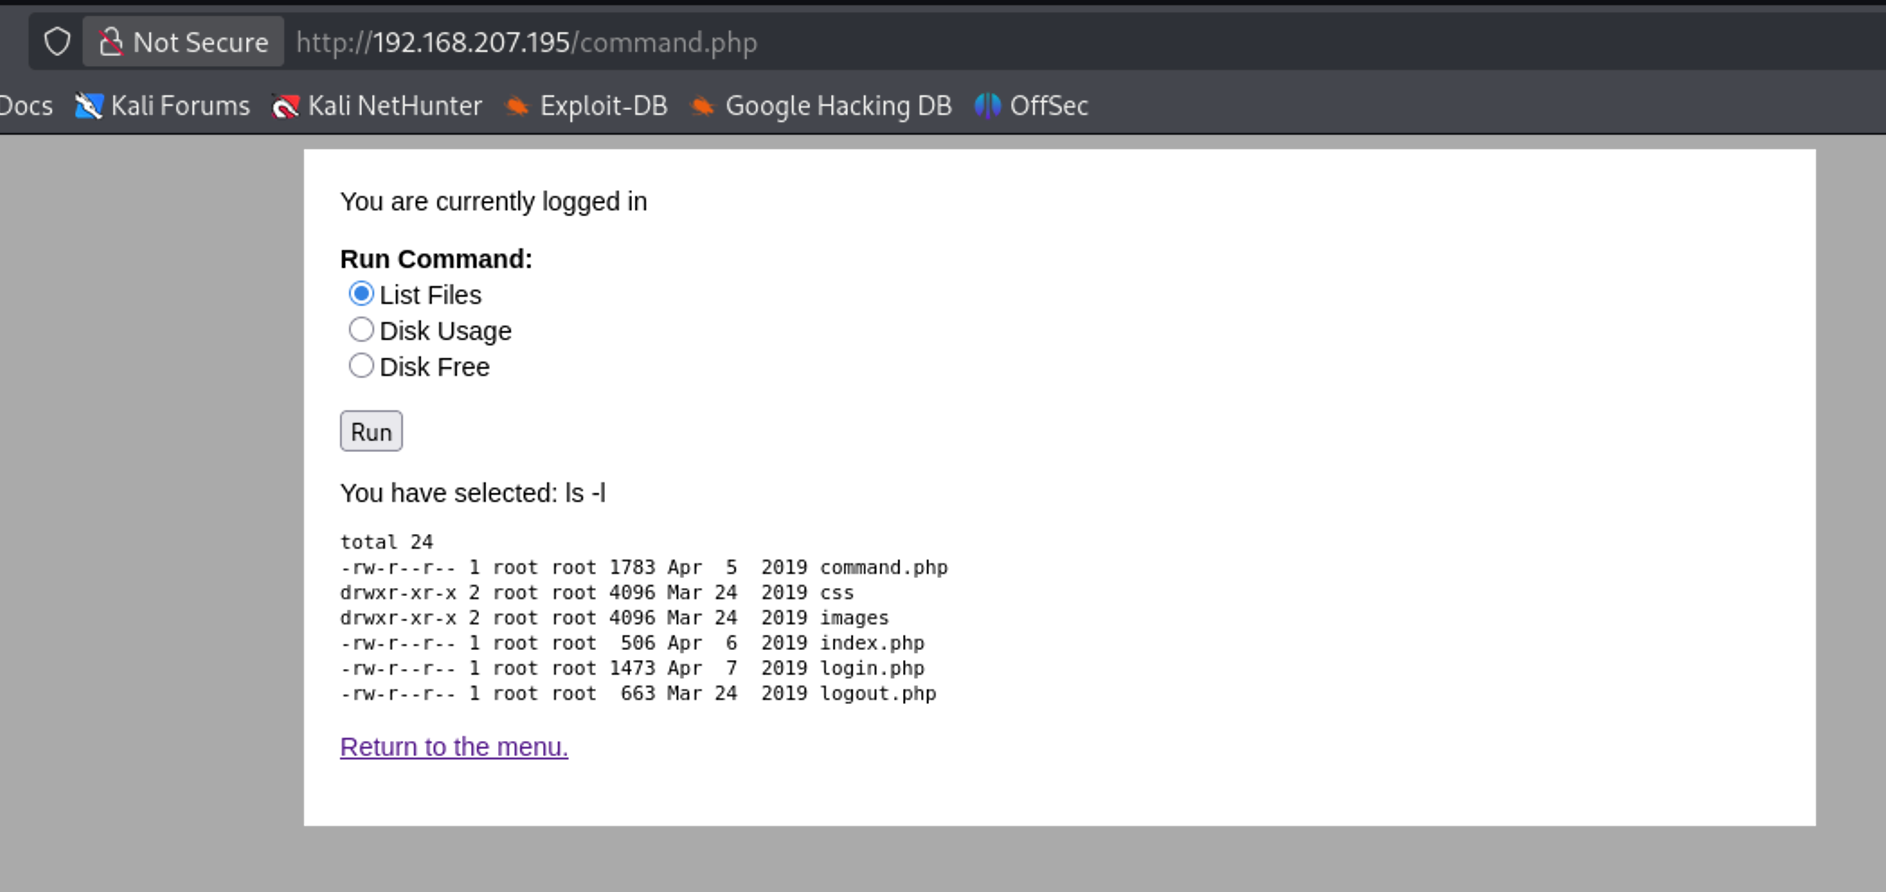 Not Secure http://192.168.207.195/command.php
Docs Kali Forums Kali NetHunter Exploit-DB Google Hacking DB OffSec
You are currently logged in
Run Command:
List Files
Disk Usage
Disk Free
Run
You have selected: ls -l
total 24
-rw-r--r-- 1 root root 1783 Apr  5  2019 command.php
drwxr-xr-x 2 root root 4096 Mar 24  2019 css
drwxr-xr-x 2 root root 4096 Mar 24  2019 images
-rw-r--r-- 1 root root  506 Apr  6  2019 index.php
-rw-r--r-- 1 root root 1473 Apr  7  2019 login.php
-rw-r--r-- 1 root root  663 Mar 24  2019 logout.php
Return to the menu.